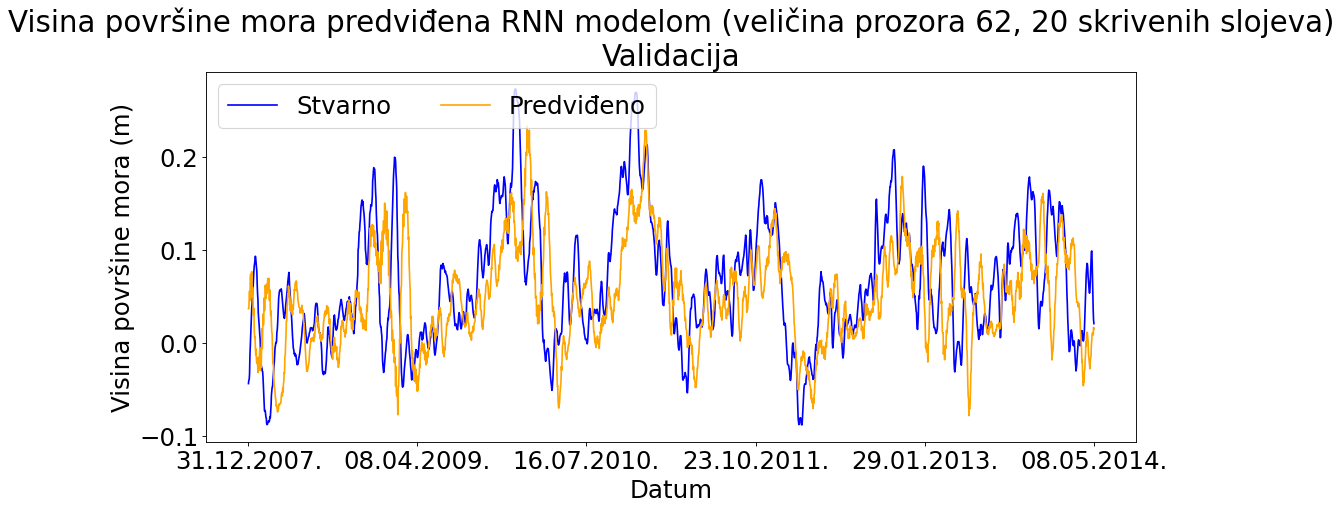 Visina površine mora predviđena RNN modelom (veličina prozora 62, 20 skrivenih slojeva)
Validacija
Stvarno Predviđeno
Visina površine mora (m)
0.2
0.1
0.0
−0.1
31.12.2007. 08.04.2009. 16.07.2010. 23.10.2011. 29.01.2013. 08.05.2014.
Datum